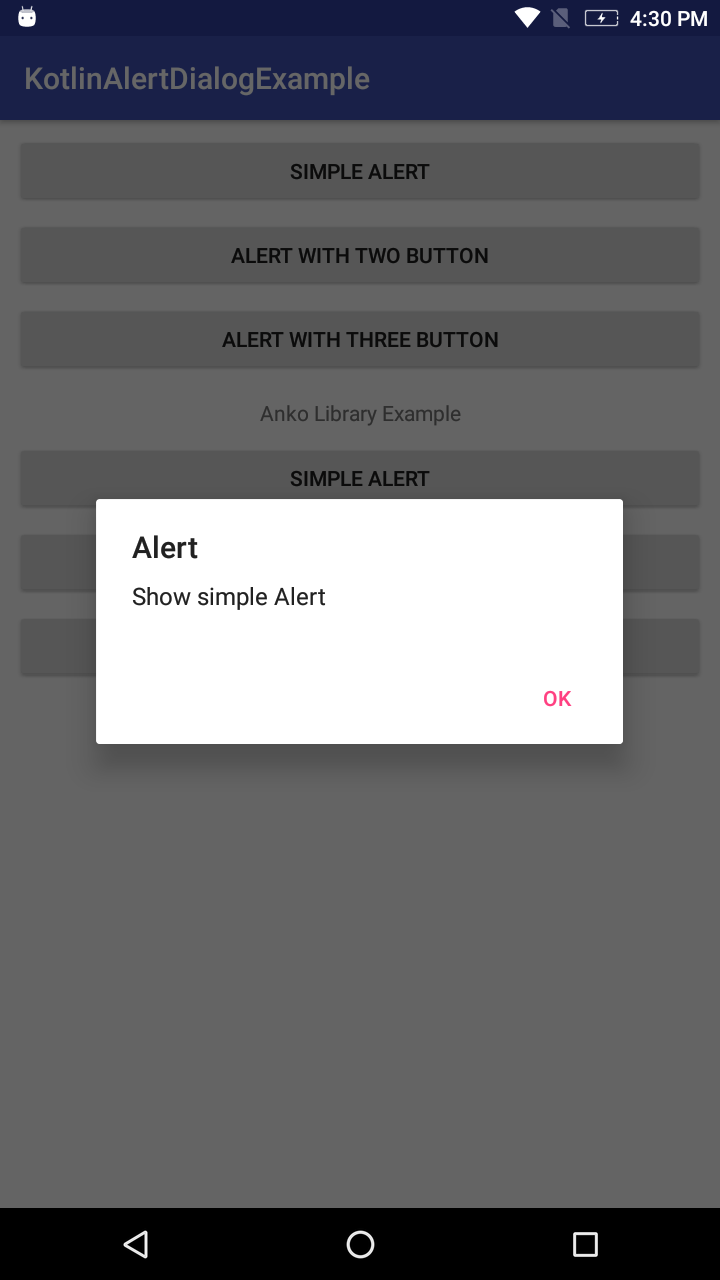 4:30 PM
KotlinAlertDialogExample
SIMPLE ALERT
ALERT WITH TWO BUTTON
ALERT WITH THREE BUTTON
Anko Library Example
SIMPLE ALERT
Alert
Show simple Alert
OK